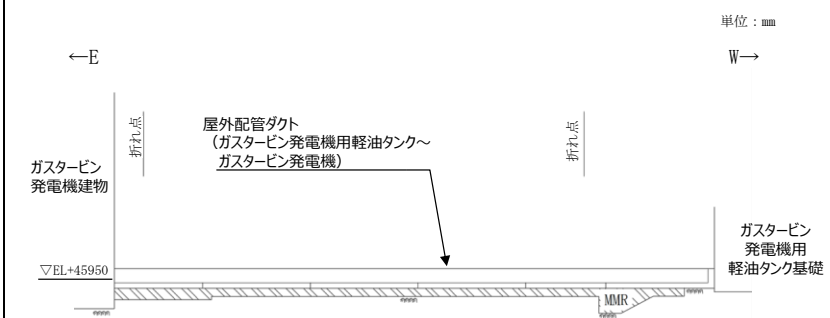 単位：mm
←E
W→
折れ点
折れ点
屋外配管ダクト
（ガスタービン発電機用軽油タンク～
ガスタービン発電機）
ガスタービン
発電機建物
ガスタービン
発電機用
軽油タンク基礎
▽EL+45950
MMR